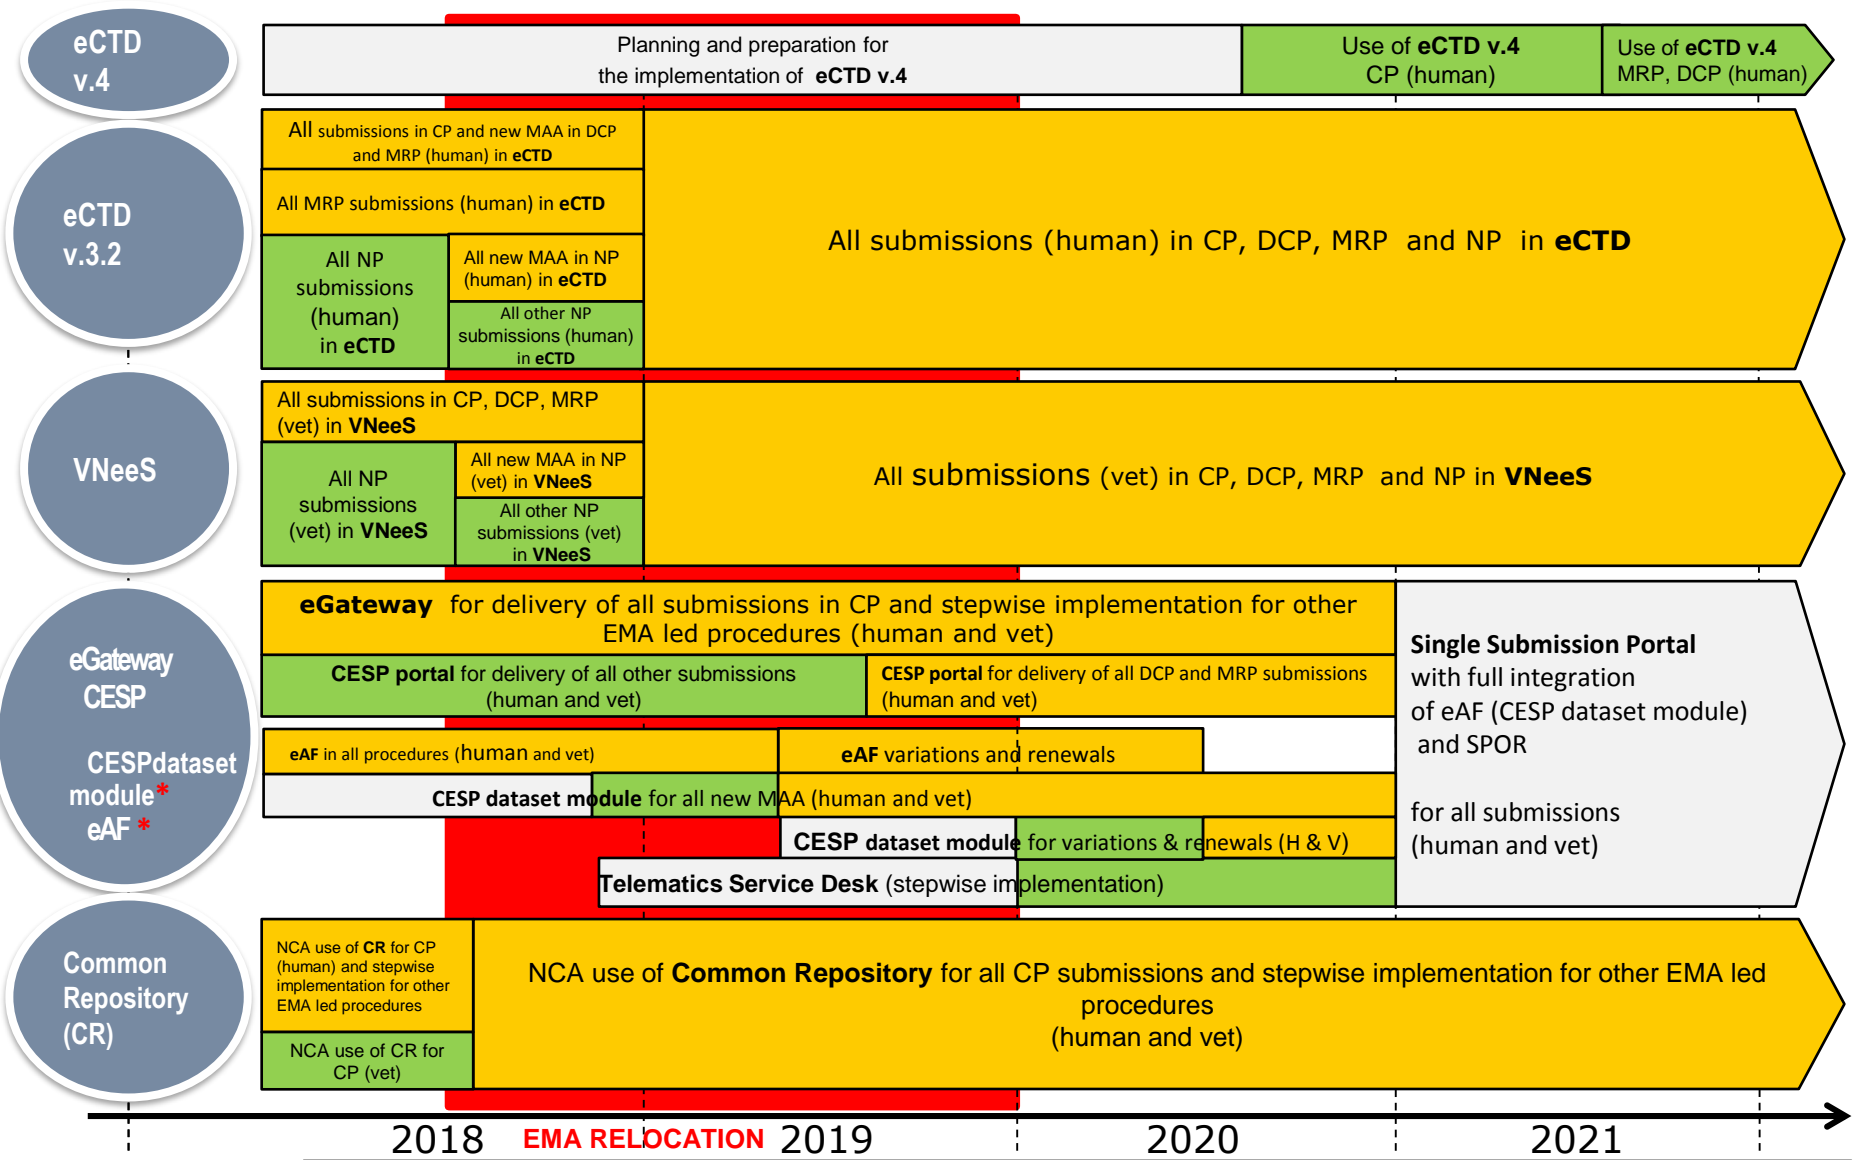 eCTD
v.4
Planning and preparation for
the implementation of eCTD v.4
Use of eCTD v.4
CP (human)
Use of eCTD v.4
MRP, DCP (human)
eCTD
v.3.2
All submissions in CP and new MAA in DCP
and MRP (human) in eCTD
All MRP submissions (human) in eCTD
All NP
submissions
(human)
in eCTD
All new MAA in NP
(human) in eCTD
All other NP
submissions (human)
in eCTD
All submissions (human) in CP, DCP, MRP and NP in eCTD
VNeeS
All submissions in CP, DCP, MRP
(vet) in VNeeS
All NP
submissions
(vet) in VNeeS
All new MAA in NP
(vet) in VNeeS
All other NP
submissions (vet)
in VNeeS
All submissions (vet) in CP, DCP, MRP and NP in VNeeS
eGateway
CESP
CESPdataset
module*
eAF *
eGateway for delivery of all submissions in CP and stepwise implementation for other
EMA led procedures (human and vet)
CESP portal for delivery of all other submissions
(human and vet)
CESP portal for delivery of all DCP and MRP submissions
(human and vet)
eAF in all procedures (human and vet)
eAF variations and renewals
CESP dataset module for all new MAA (human and vet)
CESP dataset module for variations & renewals (H & V)
Telematics Service Desk (stepwise implementation)
Single Submission Portal
with full integration
of eAF (CESP dataset module)
and SPOR
for all submissions
(human and vet)
Common
Repository
(CR)
NCA use of CR for CP
(human) and stepwise
implementation for other
EMA led procedures
NCA use of CR for
CP (vet)
NCA use of Common Repository for all CP submissions and stepwise implementation for other EMA led
procedures
(human and vet)
2018 EMA RELOCATION 2019 2020 2021